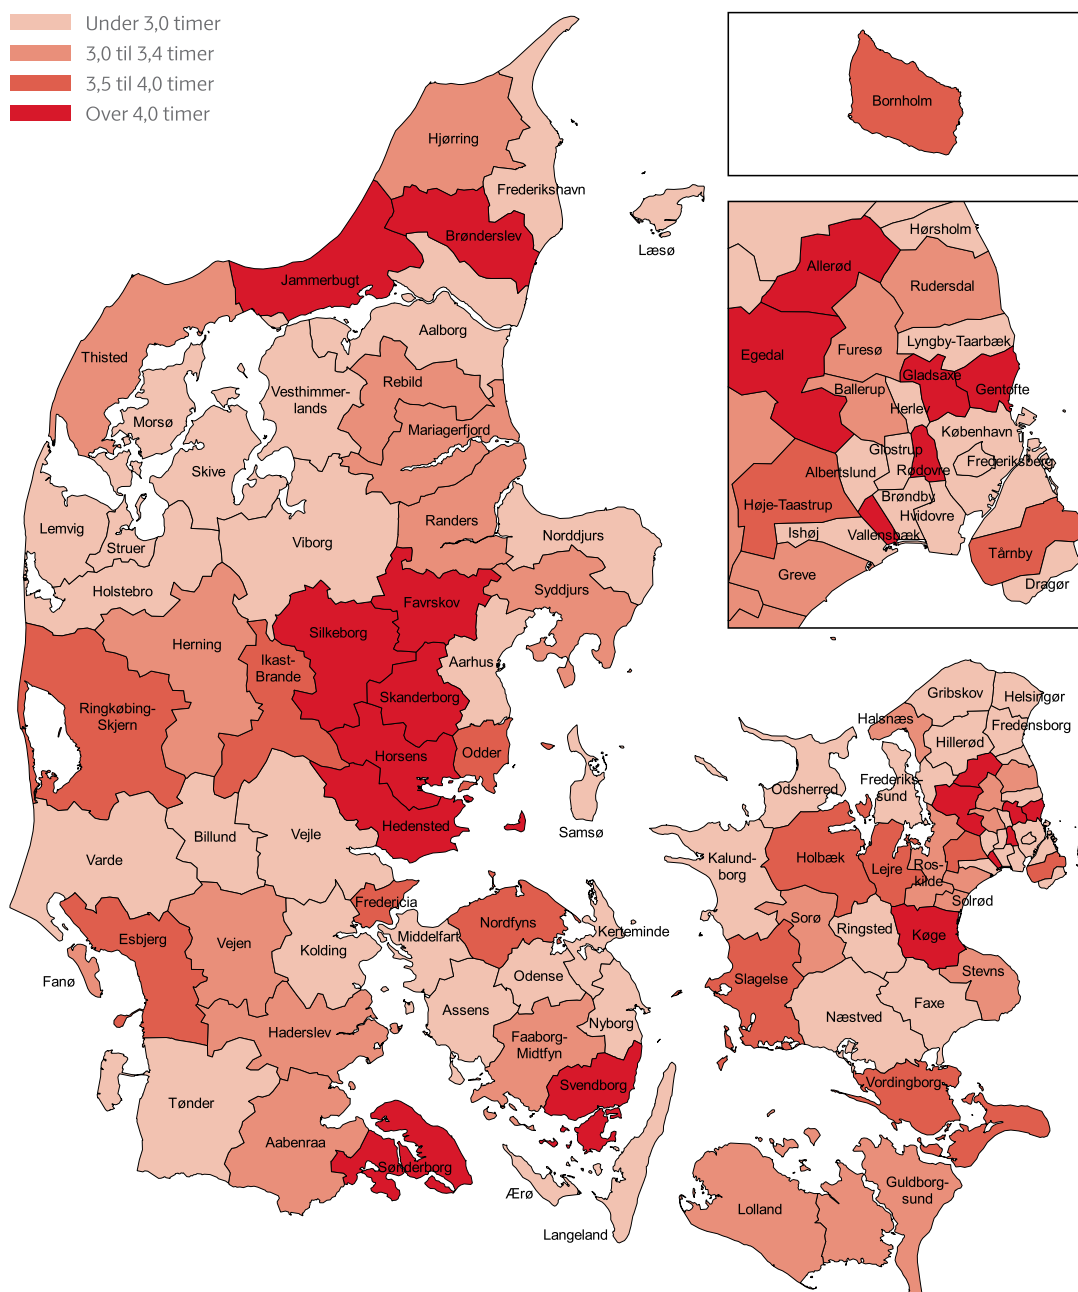 Under 3,0 timer
3,0 til 3,4 timer
3,5 til 4,0 timer
Over 4,0 timer
Bornholm
Hjørring
Frederikshavn
Læsø
Brønderslev
Jammerbugt
Aalborg
Thisted
Rebild
Vesthimmer-
lands
Morsø
Mariagerfjord
Skive
Lemvig
Randers
Struer
Viborg
Norddjurs
Holstebro
Favrskov
Syddjurs
Silkeborg
Herning
Aarhus
Ikast-
Brande
Skanderborg
Ringkøbing-
Skjern
Horsens
Odder
Hedensted
Samsø
Billund
Vejle
Varde
Fredericia
Esbjerg
Vejen
Kolding
Middelfart
Nordfyns
Kerteminde
Fanø
Odense
Assens
Nyborg
Haderslev
Faaborg-
Midtfyn
Svendborg
Tønder
Aabenraa
Sønderborg
Ærø
Langeland
Hørsholm
Allerød
Rudersdal
Egedal
Furesø
Lyngby-Taarbæk
Gladsaxe
Gentofte
Ballerup
Herlev
København
Glostrup
Frederiksberg
Albertslund
Rødovre
Brøndby
Høje-Taastrup
Hvidovre
Ishøj
Vallensbæk
Tårnby
Greve
Dragør
Gribskov
Helsingør
Halsnæs
Fredensborg
Hillerød
Frederiks-
sund
Odsherred
Kalund-
borg
Holbæk
Lejre
Ros-
kilde
Solrød
Sorø
Ringsted
Køge
Slagelse
Stevns
Næstved
Faxe
Vordingborg
Guldborg-
sund
Lolland